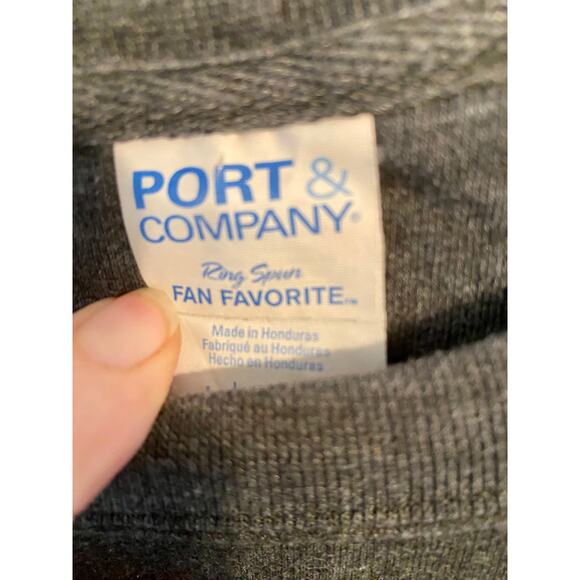 PORT &
COMPANY®
Ring Spun
FAN FAVORITE™
Made in Honduras
Fabriqué au Honduras
Hecho en Honduras